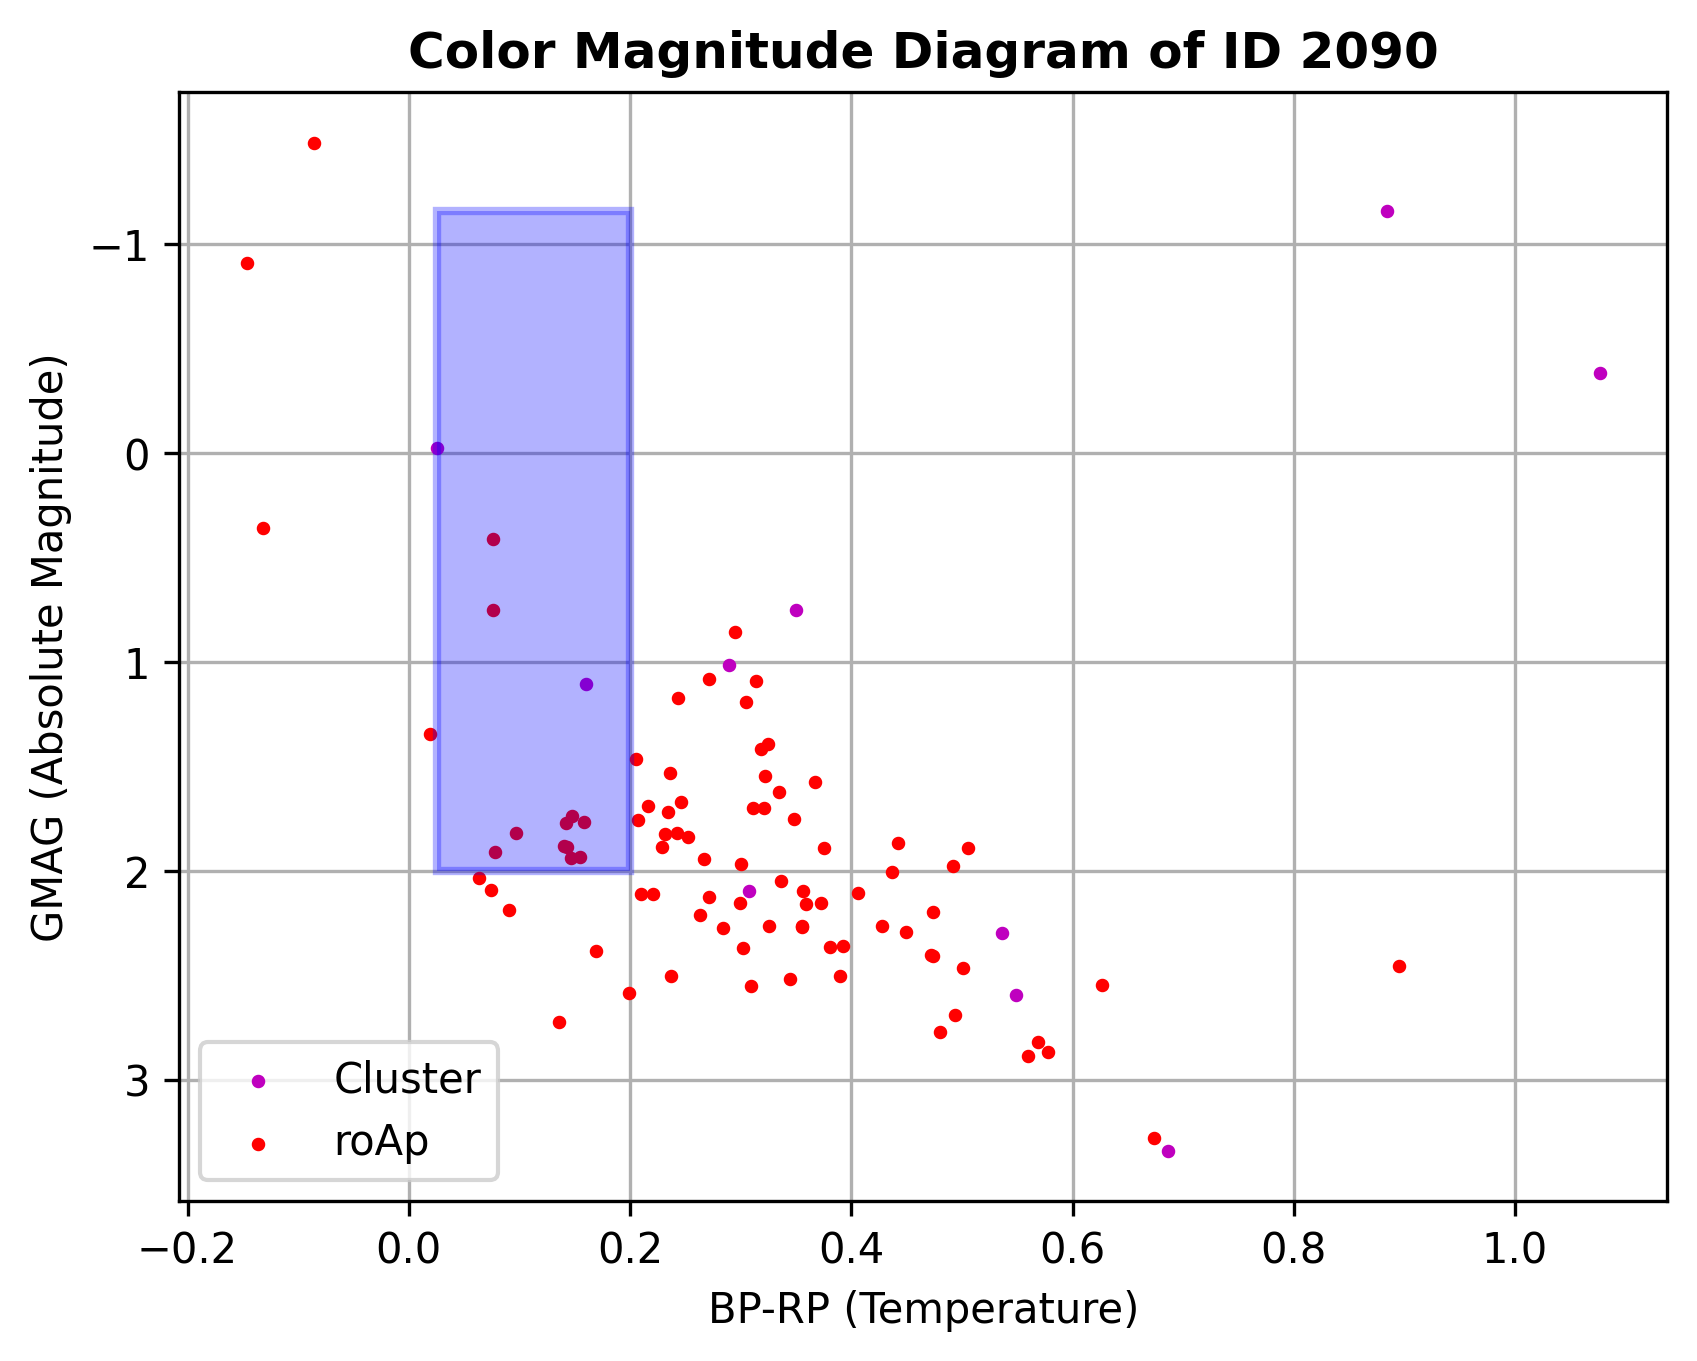 Color Magnitude Diagram of ID 2090
GMAG (Absolute Magnitude)
−1
0
1
2
3
Cluster
roAp
−0.2 0.0 0.2 0.4 0.6 0.8 1.0
BP-RP (Temperature)